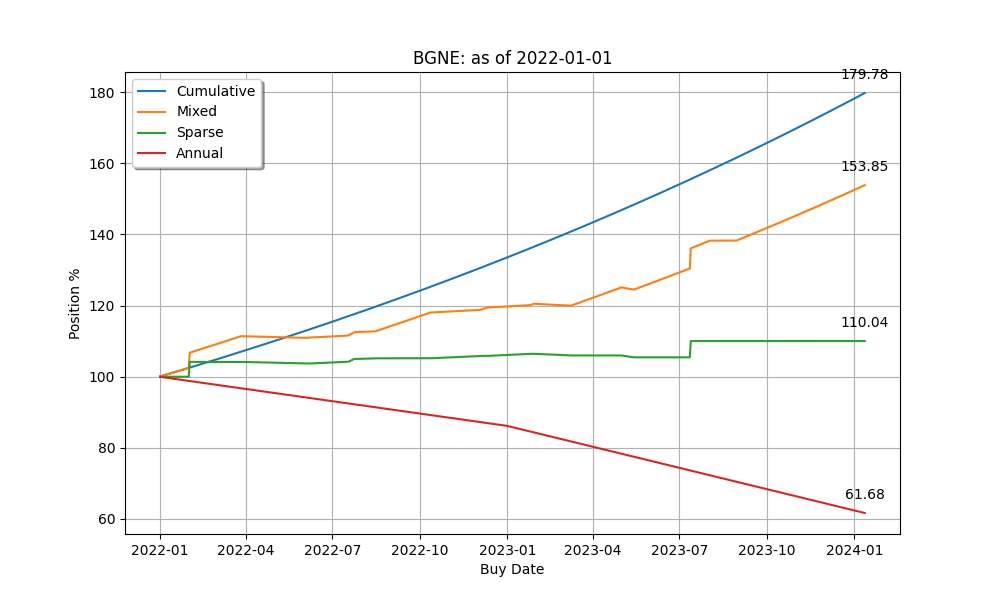 BGNE: as of 2022-01-01
179.78
Cumulative
Mixed
Sparse
Annual
153.85
110.04
61.68
180
160
140
120
100
80
60
Position %
2022-01 2022-04 2022-07 2022-10 2023-01 2023-04 2023-07 2023-10 2024-01
Buy Date